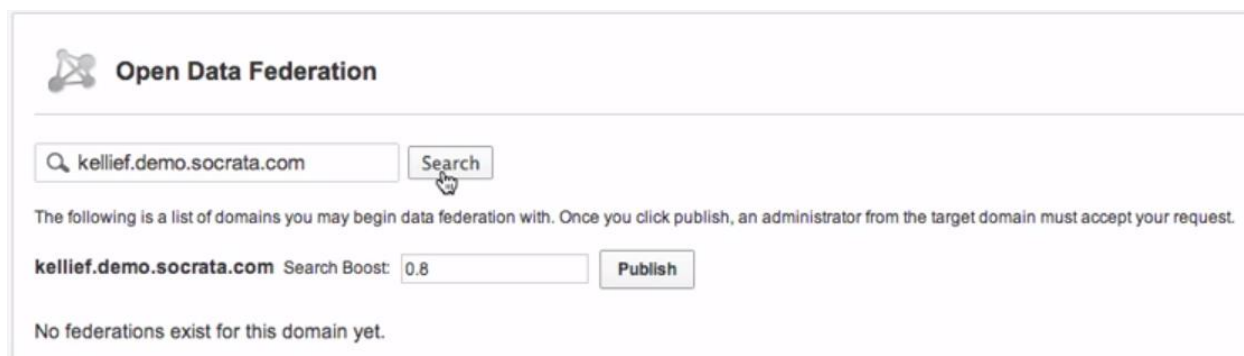 Open Data Federation
kellief.demo.socrata.com Search
The following is a list of domains you may begin data federation with. Once you click publish, an administrator from the target domain must accept your request.
kellief.demo.socrata.com Search Boost: 0.8 Publish
No federations exist for this domain yet.